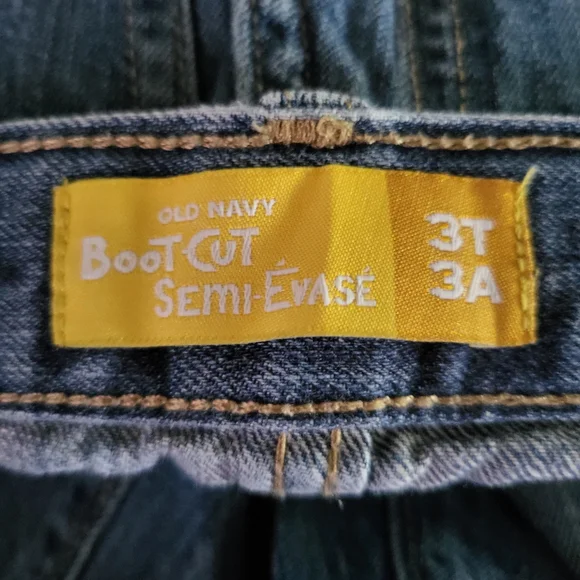 OLD NAVY
BOOT-CUT
SEMI-ÉVASÉ
3T
3A